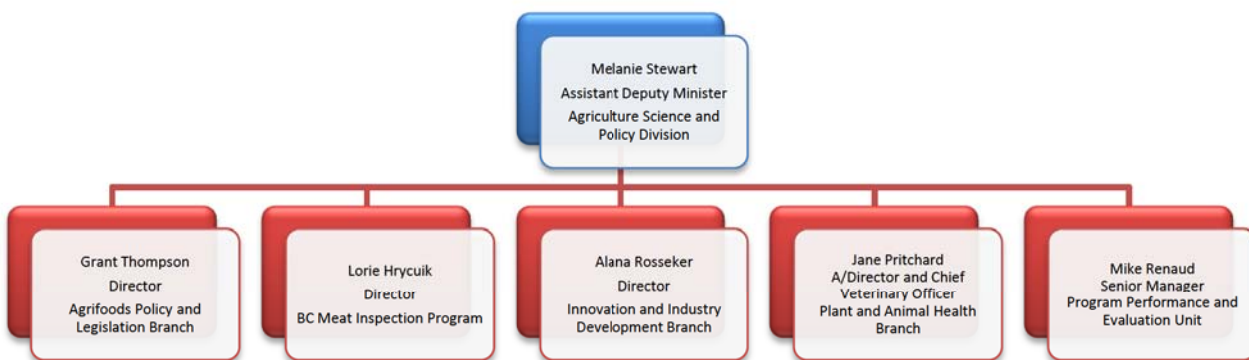 Melanie Stewart
Assistant Deputy Minister
Agriculture Science and
Policy Division
Grant Thompson
Director
Agrifoods Policy and
Legislation Branch
Lorie Hrycuik
Director
BC Meat Inspection Program
Alana Rosseker
Director
Innovation and Industry
Development Branch
Jane Pritchard
A/Director and Chief
Veterinary Officer
Plant and Animal Health
Branch
Mike Renaud
Senior Manager
Program Performance and
Evaluation Unit